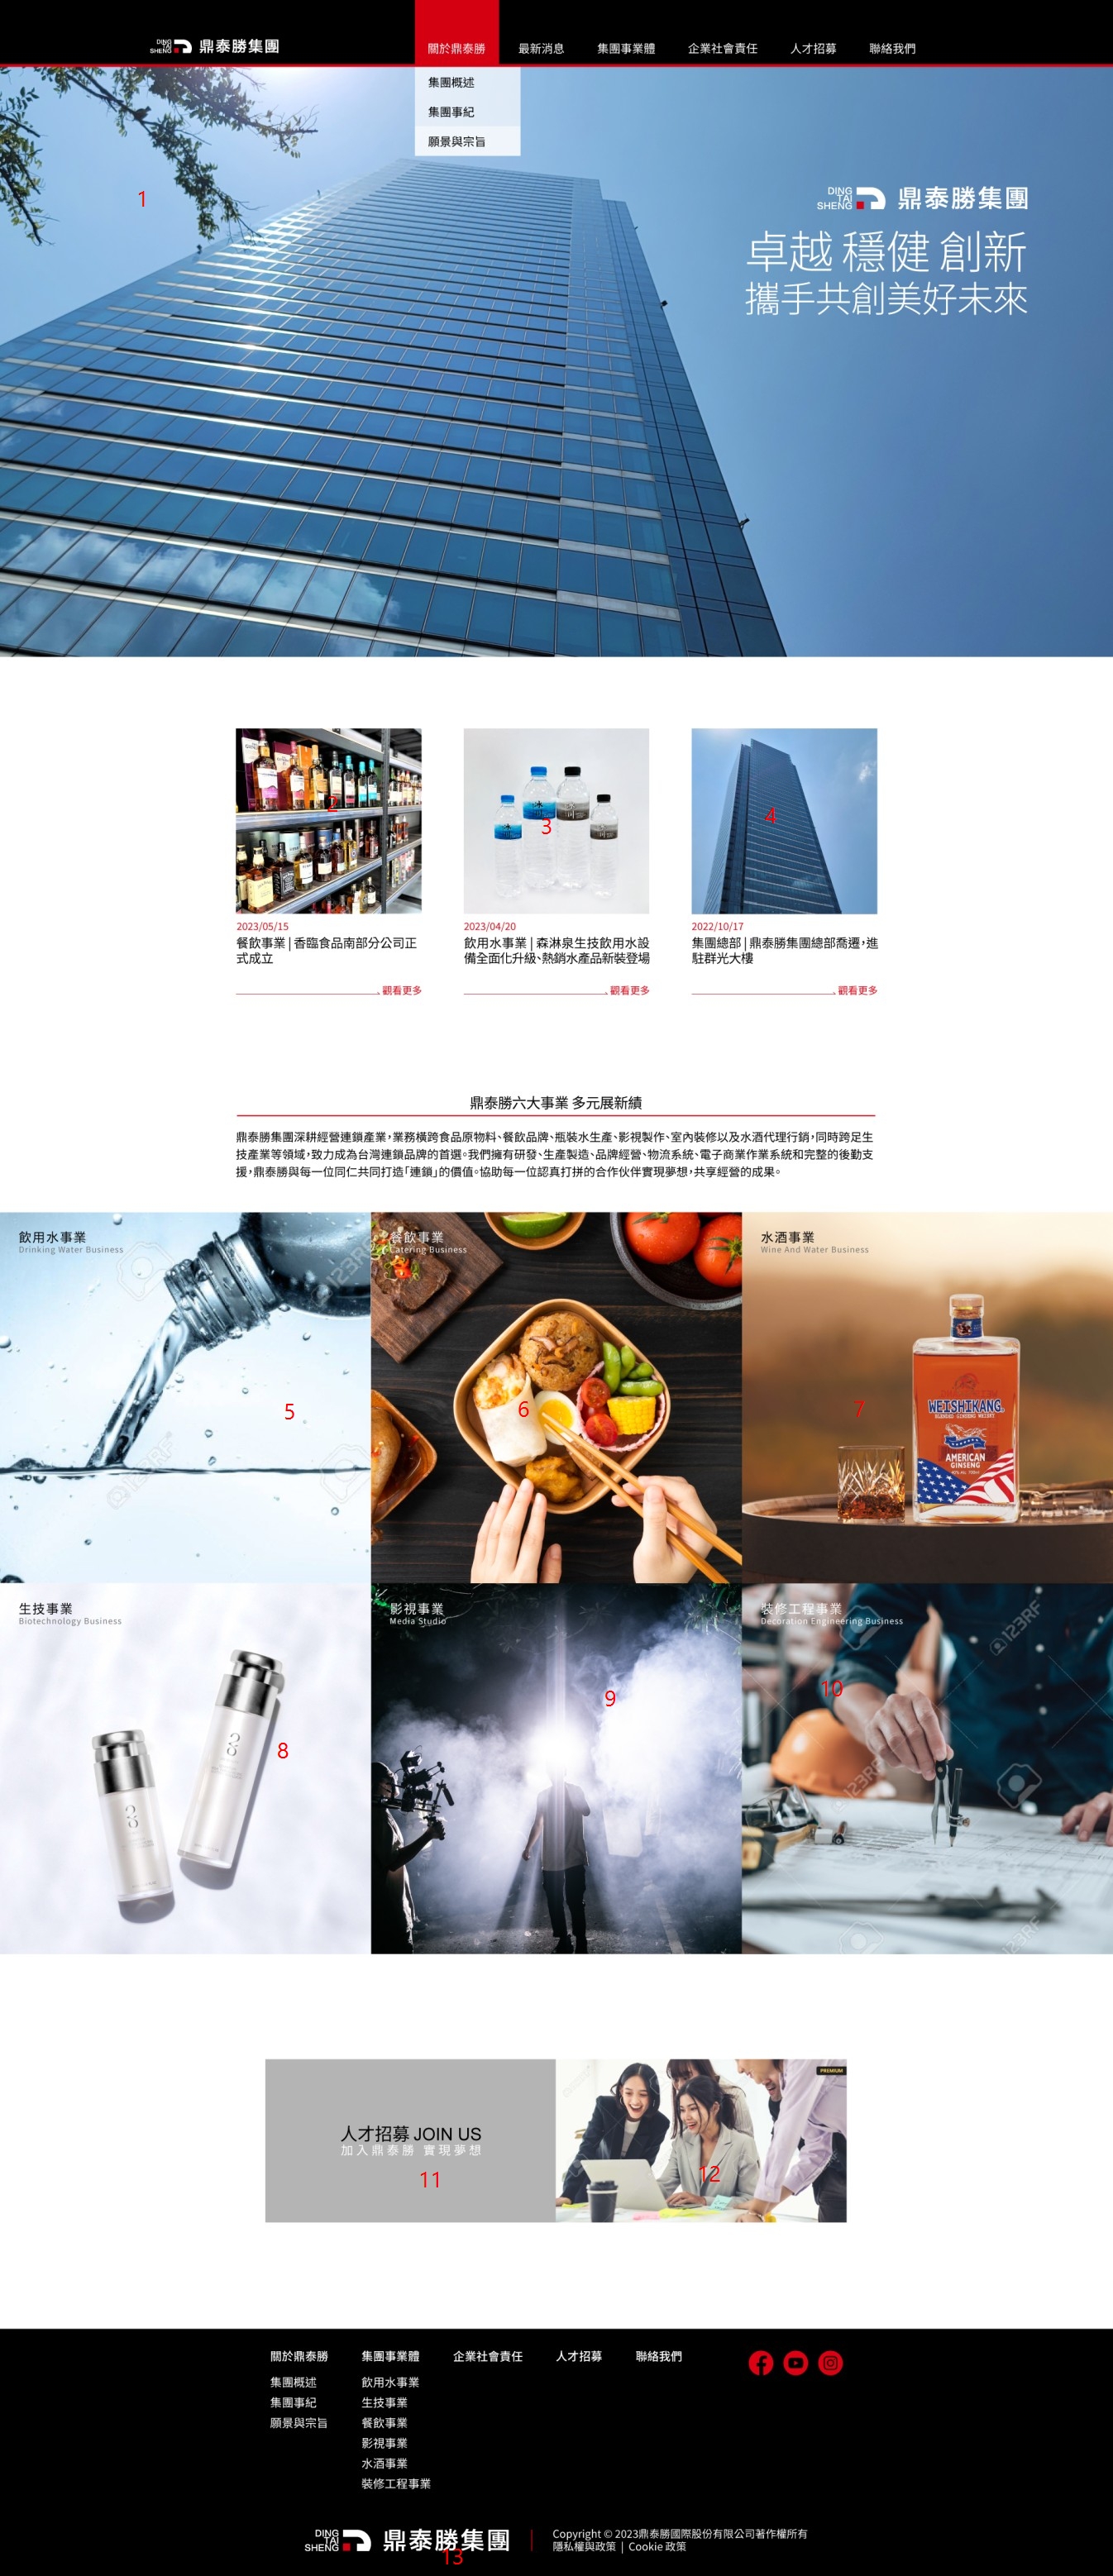 DING TAI SHENG 鼎泰勝集團
關於鼎泰勝 最新消息 集團事業體 企業社會責任 人才招募 聯絡我們
集團概述
集團事紀
願景與宗旨
1
DING TAI SHENG 鼎泰勝集團
卓越 穩健 創新
攜手共創美好未來
2
3
4
2023/05/15
餐飲事業|香臨食品南部分公司正
式成立
觀看更多
2023/04/20
飲用水事業|森淋泉生技飲用水設
備全面化升級、熱銷水產品新裝登場
觀看更多
2022/10/17
集團總部|鼎泰勝集團總部喬遷,進
駐群光大樓
觀看更多
鼎泰勝六大事業 多元展新績
鼎泰勝集團深耕經營連鎖產業,業務橫跨食品原物料、餐飲品牌、瓶裝水生產、影視製作、室內裝修以及水酒代理行銷,同時跨足生
技產業等領域,致力成為台灣連鎖品牌的首選。我們擁有研發、生產製造、品牌經營、物流系統、電子商業作業系統和完整的後勤支
援,鼎泰勝與每一位同仁共同打造「連鎖」的價值。協助每一位認真打拼的合作伙伴實現夢想,共享經營的成果。
飲用水事業
Drinking Water Business
5
餐飲事業
Catering Business
6
水酒事業
Wine And Water Business
7
WEISHIKANG
BLENDED GINSENG WHISKY
AMERICAN
GINSENG
生技事業
Biotechnology Business
8
影視事業
Media Studio
9
裝修工程事業
Decoration Engineering Business
10
123RF
人才招募 JOIN US
加入鼎泰勝 實現夢想
11
PREMIUM
12
關於鼎泰勝 集團事業體 企業社會責任 人才招募 聯絡我們
集團概述
集團事紀
願景與宗旨
飲用水事業
生技事業
餐飲事業
影視事業
水酒事業
裝修工程事業
DING TAI SHENG 鼎泰勝集團
13
Copyright © 2023鼎泰勝國際股份有限公司著作權所有
隱私權與政策 | Cookie 政策